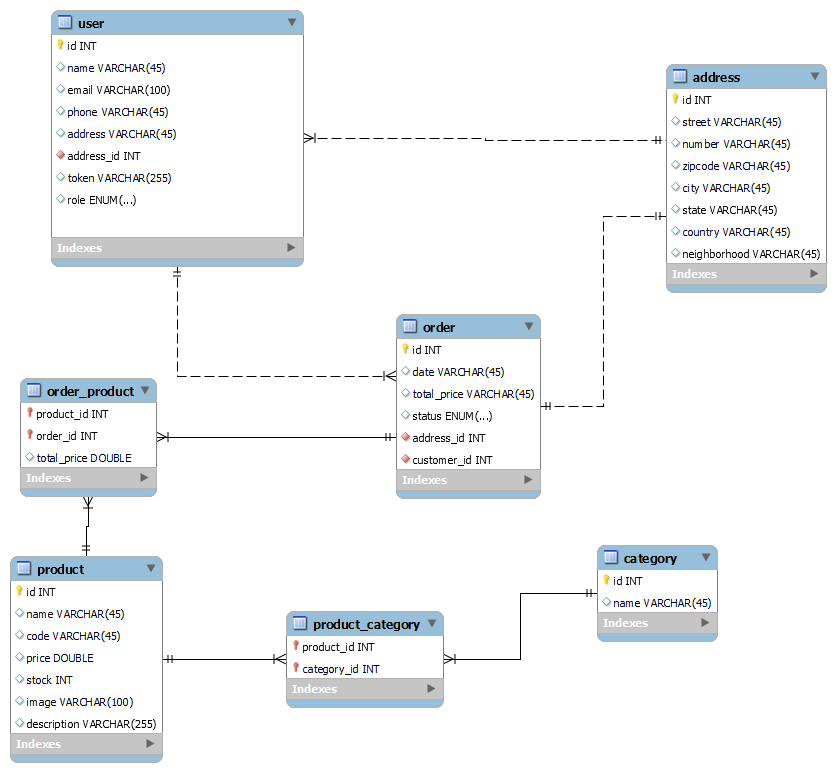 user
id INT
name VARCHAR(45)
email VARCHAR(100)
phone VARCHAR(45)
address VARCHAR(45)
address_id INT
token VARCHAR(255)
role ENUM(...)
Indexes
address
id INT
street VARCHAR(45)
number VARCHAR(45)
zipcode VARCHAR(45)
city VARCHAR(45)
state VARCHAR(45)
country VARCHAR(45)
neighborhood VARCHAR(45)
Indexes
order
id INT
date VARCHAR(45)
total_price VARCHAR(45)
status ENUM(...)
address_id INT
customer_id INT
Indexes
order_product
product_id INT
order_id INT
total_price DOUBLE
Indexes
product
id INT
name VARCHAR(45)
code VARCHAR(45)
price DOUBLE
stock INT
image VARCHAR(100)
description VARCHAR(255)
Indexes
product_category
product_id INT
category_id INT
Indexes
category
id INT
name VARCHAR(45)
Indexes